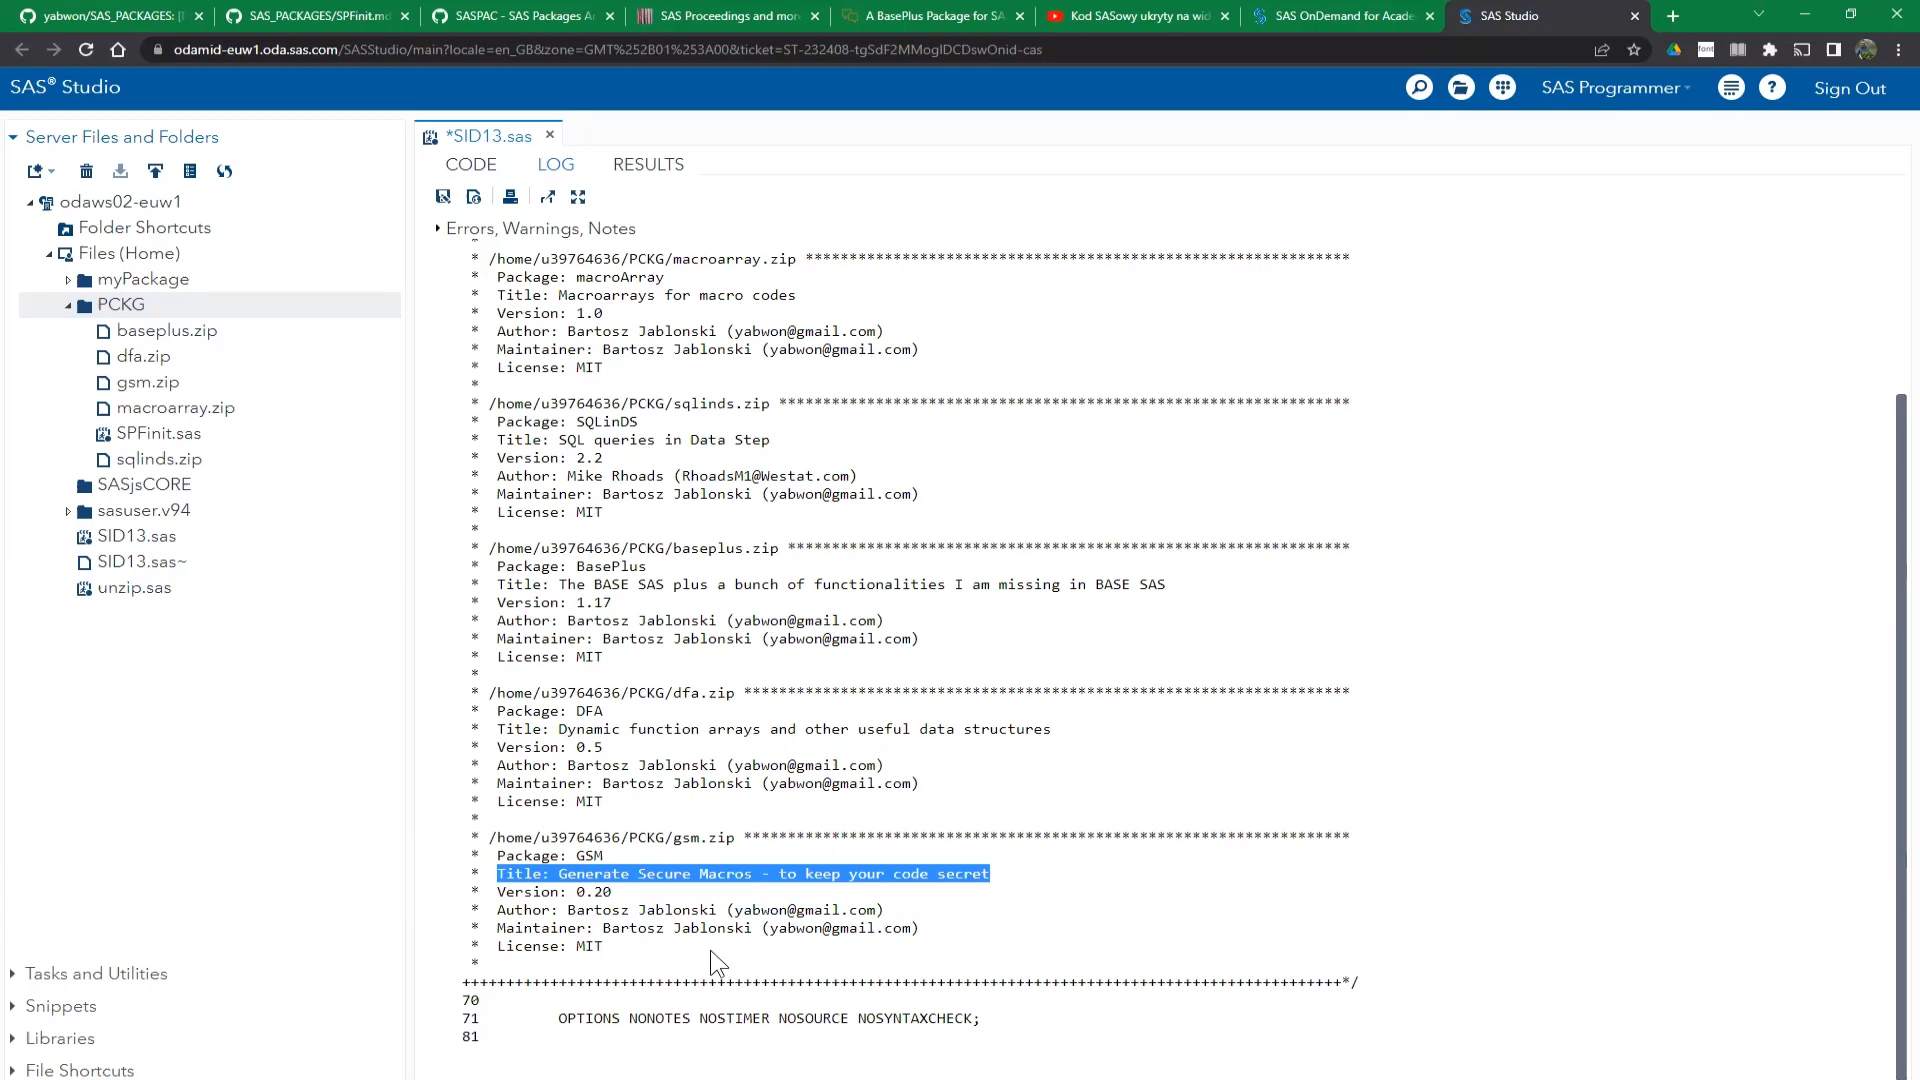 yabwon/SAS_PACKAGES: [
SAS_PACKAGES/SPFinit.md
SASPAC - SAS Packages A
SAS Proceedings and more
A BasePlus Package for SA
Kod SASowy ukryty na wid
SAS OnDemand for Acade
SAS Studio
odamid-euw1.oda.sas.com/SASStudio/main?locale=en_GB&zone=GMT%252B01%253A00&ticket=ST-232408-tgSdF2MMogIDCDswOnid-cas
SAS® Studio
SAS Programmer
Sign Out
Server Files and Folders
odaws02-euw1
Folder Shortcuts
Files (Home)
myPackage
PCKG
baseplus.zip
dfa.zip
gsm.zip
macroarray.zip
SPFinit.sas
sqlinds.zip
SASjsCORE
sasuser.v94
SID13.sas
SID13.sas~
unzip.sas
Tasks and Utilities
Snippets
Libraries
File Shortcuts
*SID13.sas
CODE LOG RESULTS
Errors, Warnings, Notes
*
* /home/u39764636/PCKG/macroarray.zip **************************************************************
* Package: macroArray
* Title: Macroarrays for macro codes
* Version: 1.0
* Author: Bartosz Jablonski (yabwon@gmail.com)
* Maintainer: Bartosz Jablonski (yabwon@gmail.com)
* License: MIT
*
* /home/u39764636/PCKG/sqlinds.zip *****************************************************************
* Package: SQLinDS
* Title: SQL queries in Data Step
* Version: 2.2
* Author: Mike Rhoads (RhoadsM1@Westat.com)
* Maintainer: Bartosz Jablonski (yabwon@gmail.com)
* License: MIT
*
* /home/u39764636/PCKG/baseplus.zip ****************************************************************
* Package: BasePlus
* Title: The BASE SAS plus a bunch of functionalities I am missing in BASE SAS
* Version: 1.17
* Author: Bartosz Jablonski (yabwon@gmail.com)
* Maintainer: Bartosz Jablonski (yabwon@gmail.com)
* License: MIT
*
* /home/u39764636/PCKG/dfa.zip *********************************************************************
* Package: DFA
* Title: Dynamic function arrays and other useful data structures
* Version: 0.5
* Author: Bartosz Jablonski (yabwon@gmail.com)
* Maintainer: Bartosz Jablonski (yabwon@gmail.com)
* License: MIT
*
* /home/u39764636/PCKG/gsm.zip *********************************************************************
* Package: GSM
* Title: Generate Secure Macros - to keep your code secret
* Version: 0.20
* Author: Bartosz Jablonski (yabwon@gmail.com)
* Maintainer: Bartosz Jablonski (yabwon@gmail.com)
* License: MIT
*
++++++++++++++++++++++++++++++++++++++++++++++++++++++++++++++++++++++++++++++++++++++++++++++++++++*/
70
71 OPTIONS NONOTES NOSTIMER NOSOURCE NOSYNTAXCHECK;
81